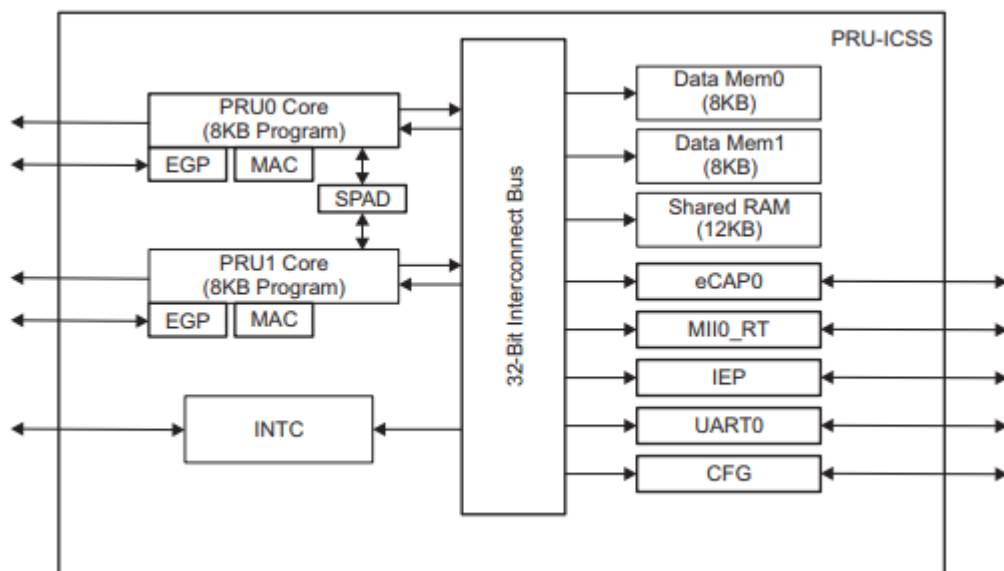 PRU-ICSS
PRU0 Core
(8KB Program)
EGP
MAC
SPAD
PRU1 Core
(8KB Program)
EGP
MAC
INTC
32-Bit Interconnect Bus
Data Mem0
(8KB)
Data Mem1
(8KB)
Shared RAM
(12KB)
eCAP0
MII0_RT
IEP
UART0
CFG